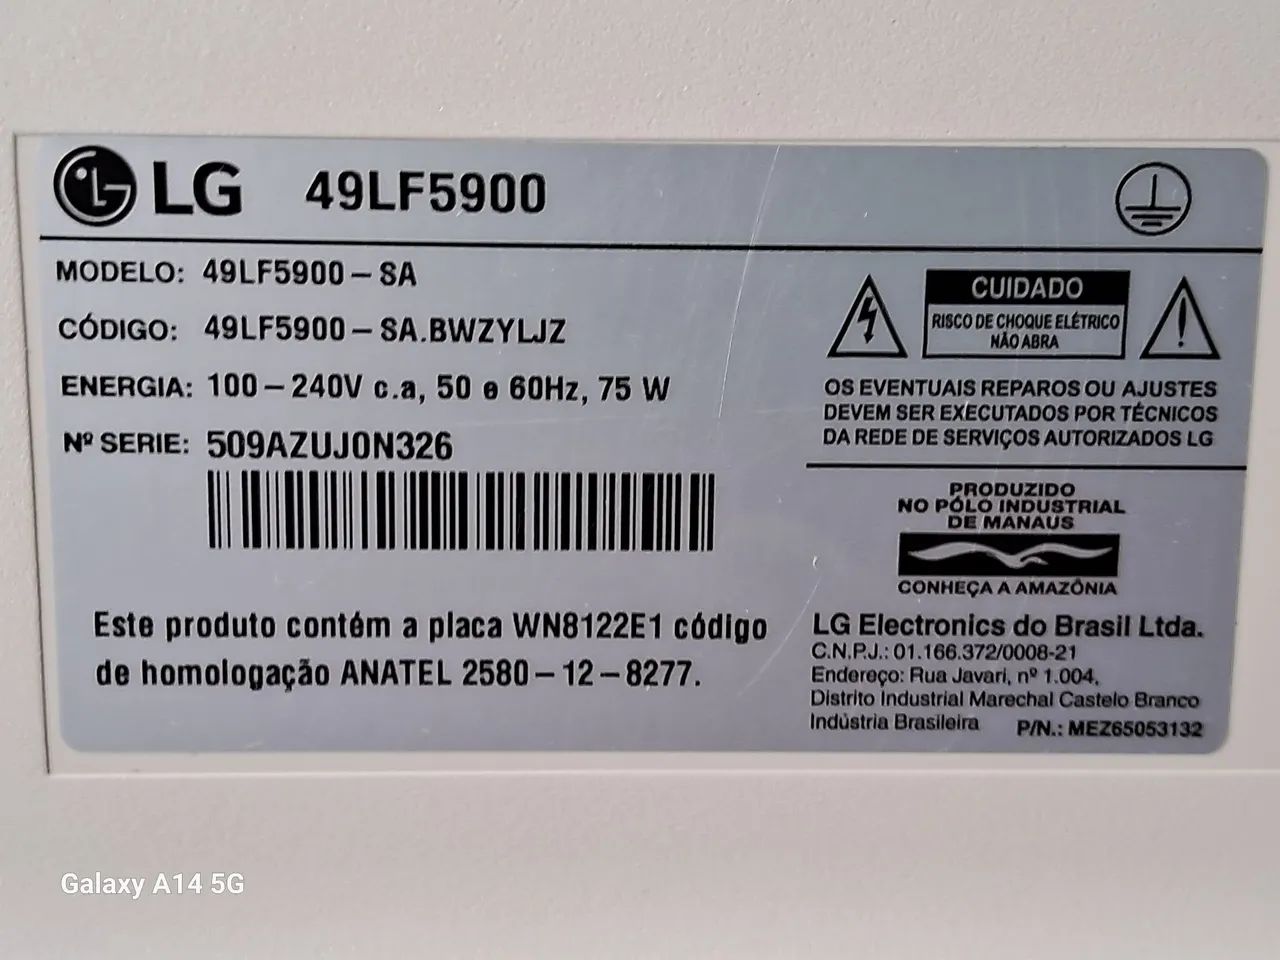 LG 49LF5900
MODELO: 49LF5900-SA
CÓDIGO: 49LF5900-SA.BWZYLJZ
ENERGIA: 100-240V c.a, 50 e 60Hz, 75 W
Nº SERIE: 509AZUJ0N326
Este produto contém a placa WN8122E1 código
de homologação ANATEL 2580-12-8277.
CUIDADO
RISCO DE CHOQUE ELÉTRICO
NÃO ABRA
OS EVENTUAIS REPAROS OU AJUSTES
DEVEM SER EXECUTADOS POR TÉCNICOS
DA REDE DE SERVIÇOS AUTORIZADOS LG
PRODUZIDO
NO PÓLO INDUSTRIAL
DE MANAUS
CONHEÇA A AMAZÔNIA
LG Electronics do Brasil Ltda.
C.N.P.J.: 01.166.372/0008-21
Endereço: Rua Javari, nº 1.004,
Distrito Industrial Marechal Castelo Branco
Indústria Brasileira P/N.: MEZ65053132
Galaxy A14 5G